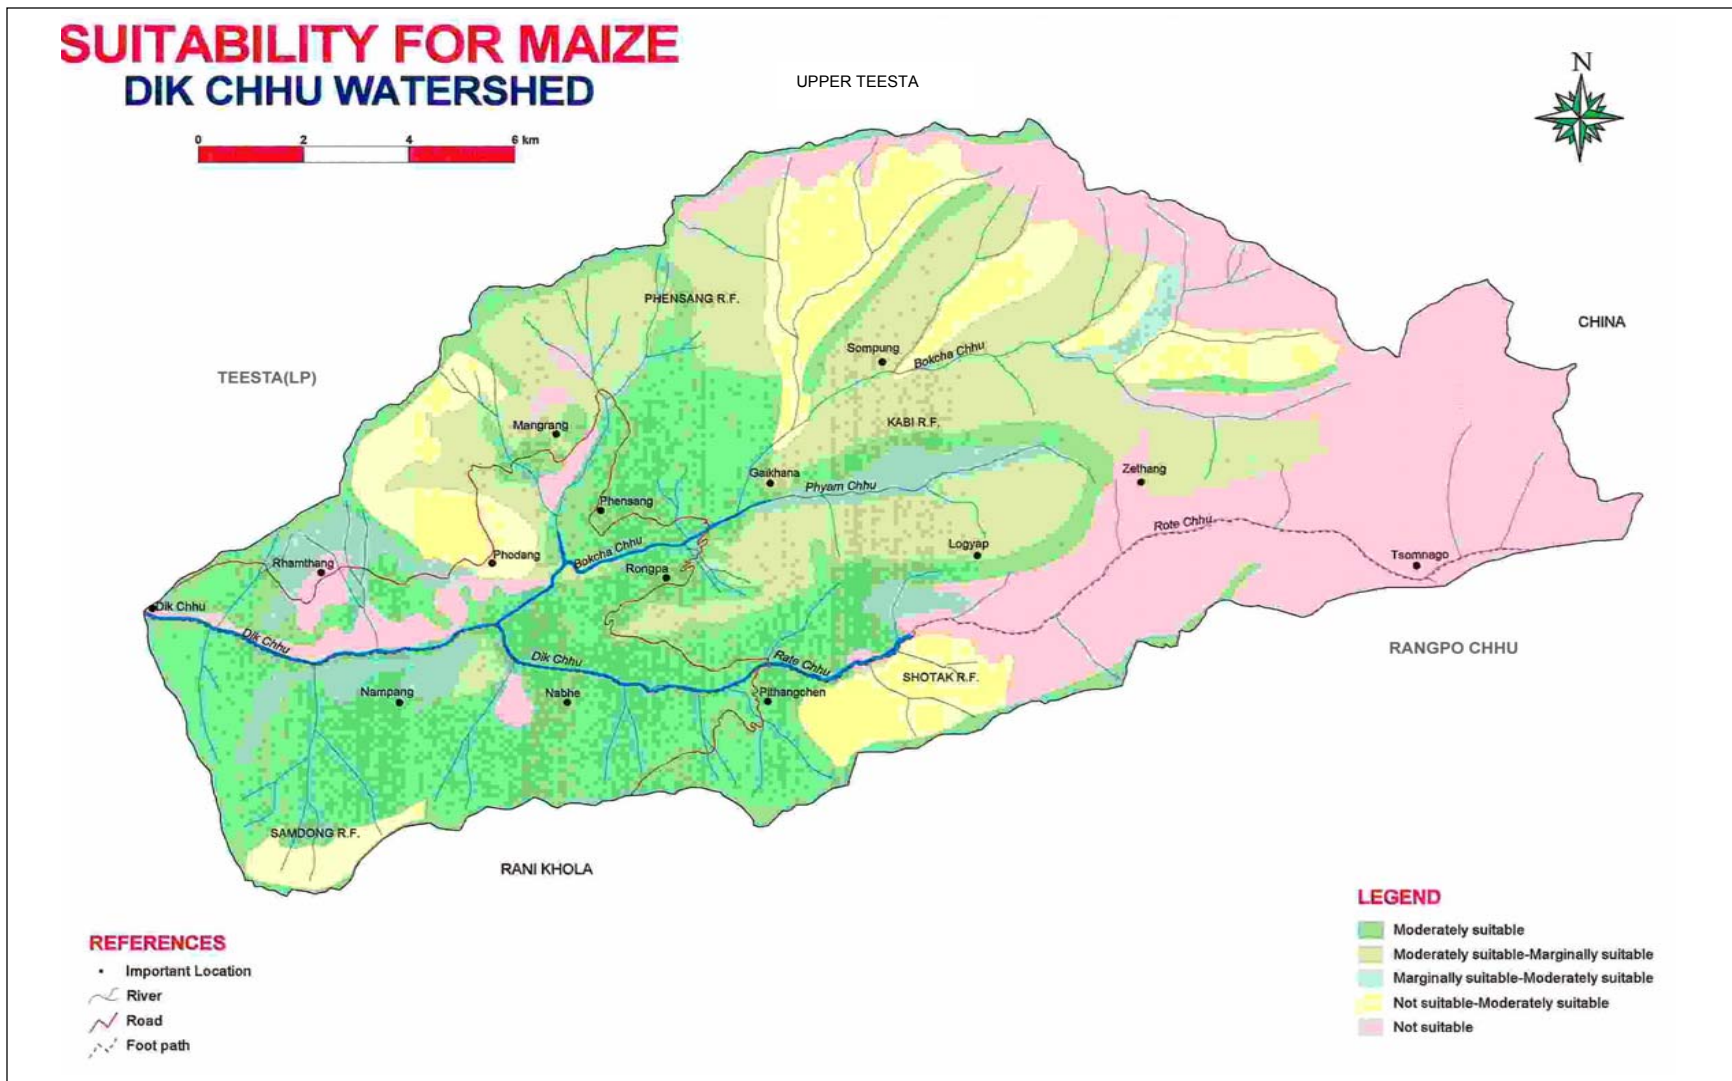 SUITABILITY FOR MAIZE
DIK CHHU WATERSHED
UPPER TEESTA
N
0 2 4 6 km
PHENSANG R.F.
CHINA
TEESTA(LP)
Sompung
Bokcha Chhu
Mangrang
KABI R.F.
Gaikhana
Zethang
Phyam Chhu
Phensang
Rote Chhu
Bokcha Chhu
Logyap
Phodang
Tsomnago
Rhamthang
Rongpa
Dik Chhu
Dik Chhu
RANGPO CHHU
Dik Chhu
Rate Chhu
SHOTAK R.F.
Nampang
Nabhe
Pithangchen
SAMDONG R.F.
RANI KHOLA
REFERENCES
Important Location
River
Road
Foot path
LEGEND
Moderately suitable
Moderately suitable-Marginally suitable
Marginally suitable-Moderately suitable
Not suitable-Moderately suitable
Not suitable